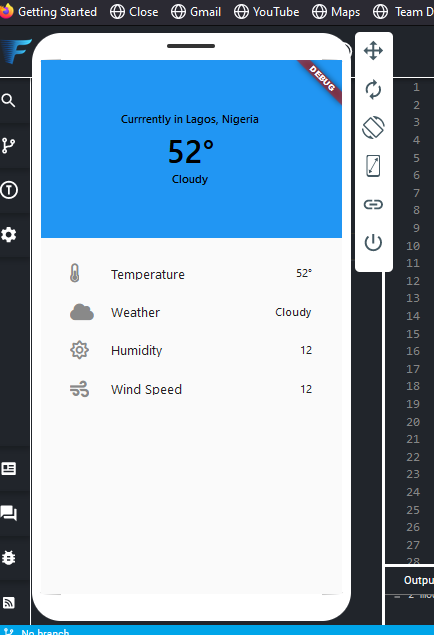 Getting Started Close Gmail YouTube Maps Team D
DEBUG
Currrently in Lagos, Nigeria
52°
Cloudy
Temperature 52°
Weather Cloudy
Humidity 12
Wind Speed 12
1
2
3
4
5
6
7
8
9
10
11
12
13
14
15
16
17
18
19
20
21
22
23
24
25
26
27
28
Outpu
No branch